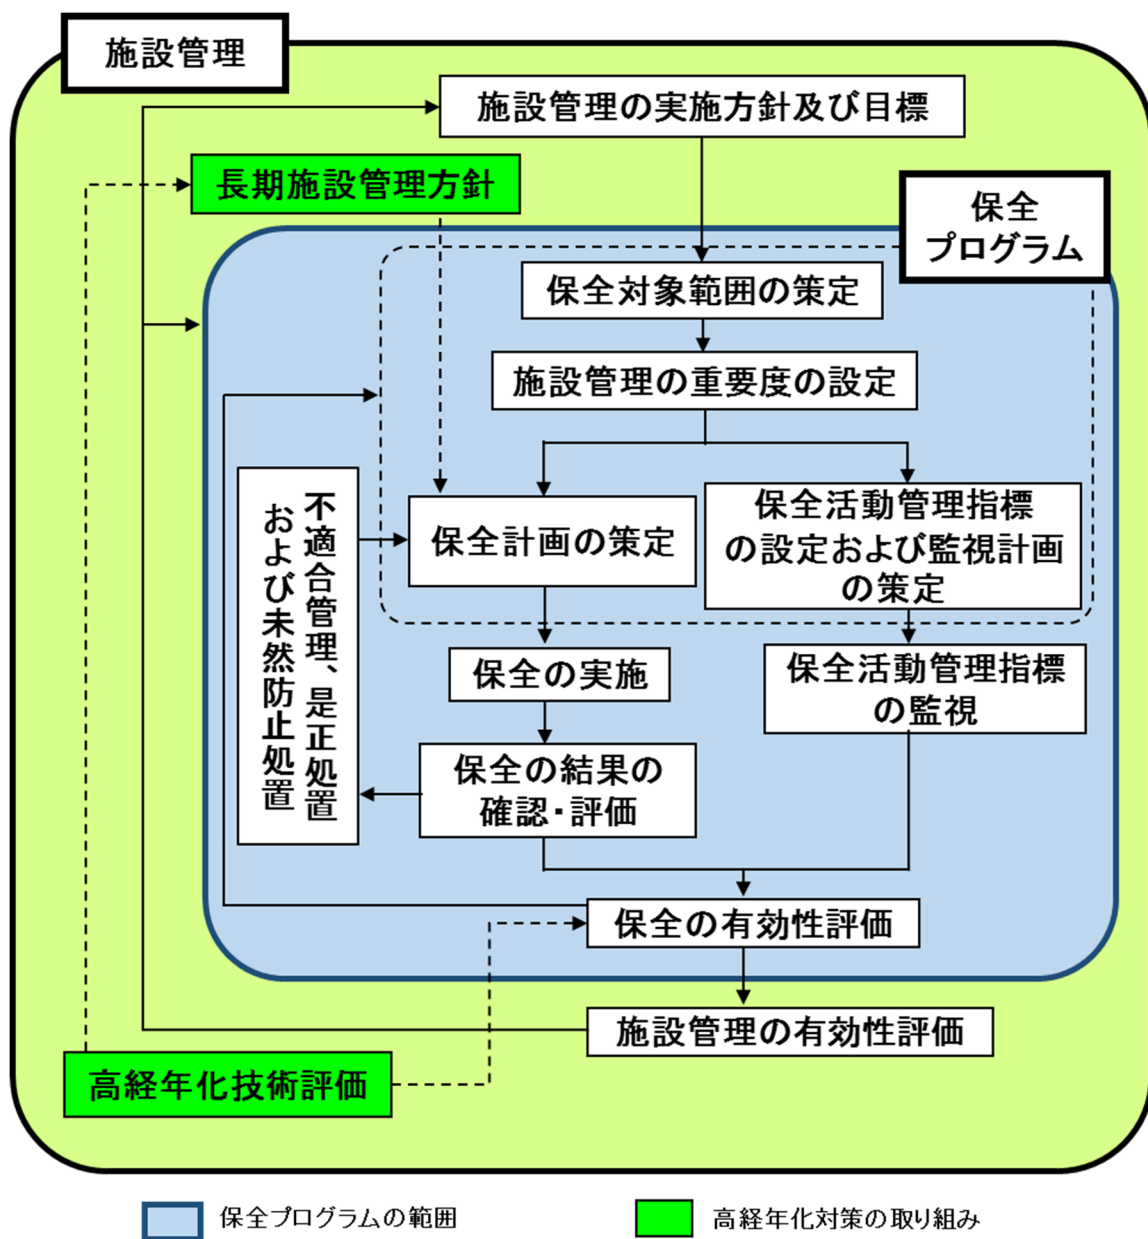 施設管理
施設管理の実施方針及び目標
長期施設管理方針
保全
プログラム
保全対象範囲の策定
施設管理の重要度の設定
不適合管理、是正処置
および未然防止処置
保全計画の策定
保全活動管理指標
の設定および監視計画
の策定
保全の実施
保全活動管理指標
の監視
保全の結果の
確認・評価
保全の有効性評価
施設管理の有効性評価
高経年化技術評価
保全プログラムの範囲
高経年化対策の取り組み